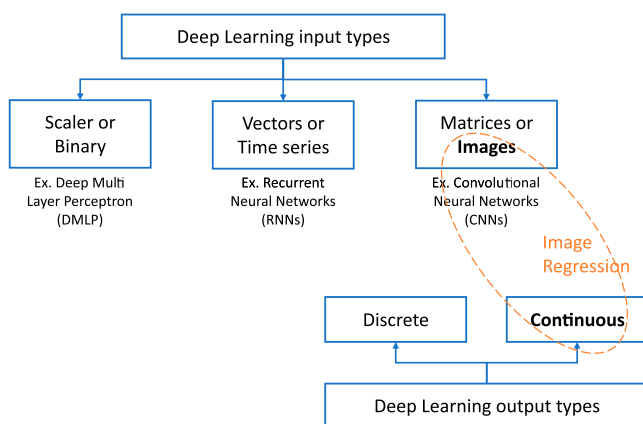 Deep Learning input types
Scaler or
Binary
Vectors or
Time series
Matrices or
Images
Ex. Deep Multi
Layer Perceptron
(DMLP)
Ex. Recurrent
Neural Networks
(RNNs)
Ex. Convolutional
Neural Networks
(CNNs)
Image
Regression
Discrete
Continuous
Deep Learning output types